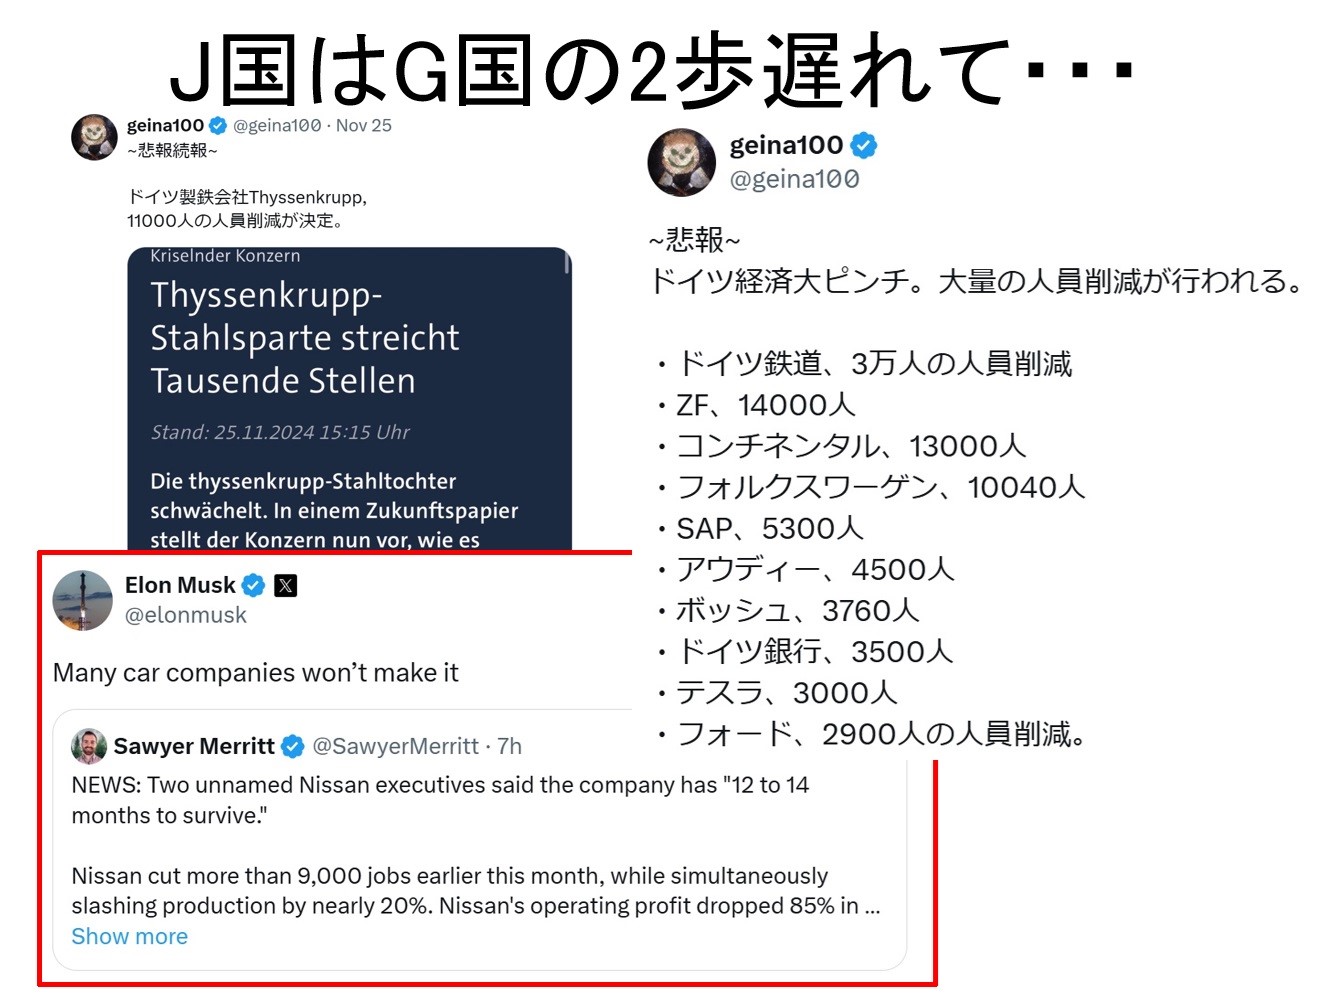 J国はG国の2歩遅れて・・・
geina100 @geina100 · Nov 25
~悲報続報~
ドイツ製鉄会社Thyssenkrupp,
11000人の人員削減が決定。
Kriselnder Konzern
Thyssenkrupp-
Stahlsparte streicht
Tausende Stellen
Stand: 25.11.2024 15:15 Uhr
Die thyssenkrupp-Stahltochter
schwächelt. In einem Zukunftspapier
stellt der Konzern nun vor, wie es
geina100
@geina100
~悲報~
ドイツ経済大ピンチ。大量の人員削減が行われる。
・ドイツ鉄道、3万人の人員削減
・ZF、14000人
・コンチネンタル、13000人
・フォルクスワーゲン、10040人
・SAP、5300人
・アウディー、4500人
・ボッシュ、3760人
・ドイツ銀行、3500人
・テスラ、3000人
・フォード、2900人の人員削減。
Elon Musk X
@elonmusk
Many car companies won’t make it
Sawyer Merritt @SawyerMerritt · 7h
NEWS: Two unnamed Nissan executives said the company has "12 to 14
months to survive."
Nissan cut more than 9,000 jobs earlier this month, while simultaneously
slashing production by nearly 20%. Nissan's operating profit dropped 85% in ...
Show more